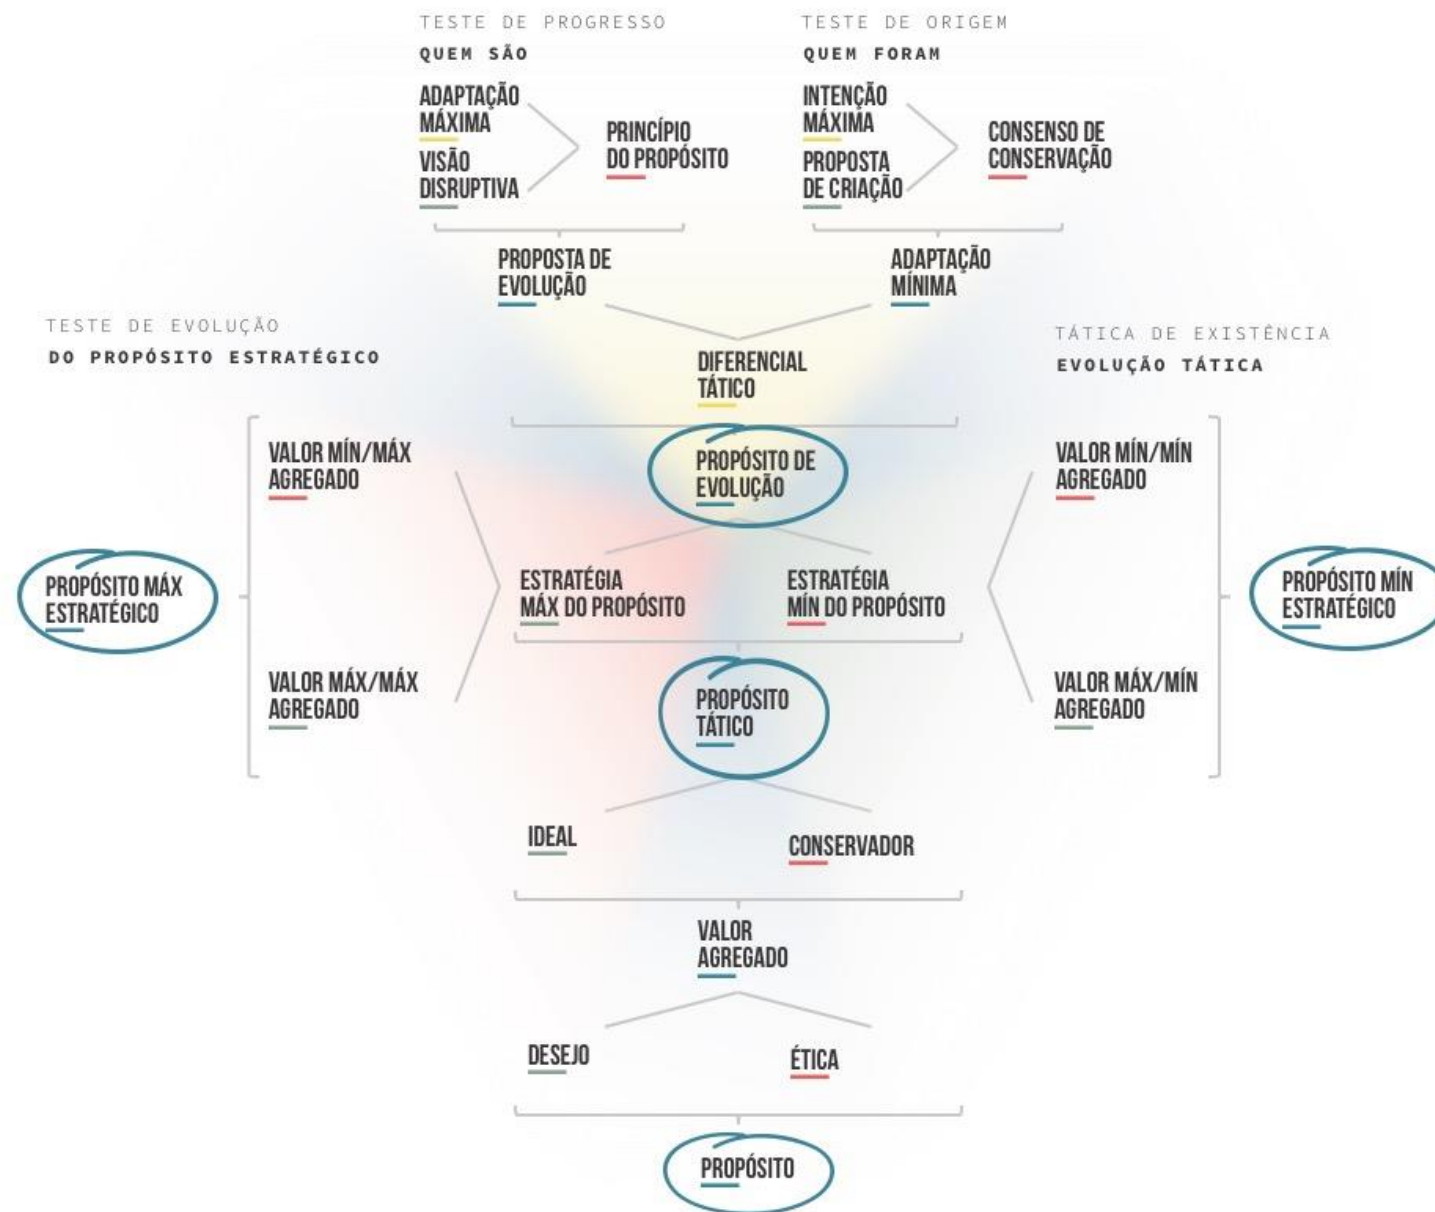 TESTE DE PROGRESSO
QUEM SÃO
ADAPTAÇÃO
MÁXIMA
VISÃO
DISRUPTIVA
PRINCÍPIO
DO PROPÓSITO
PROPOSTA DE
EVOLUÇÃO
TESTE DE ORIGEM
QUEM FORAM
INTENÇÃO
MÁXIMA
PROPOSTA
DE CRIAÇÃO
CONSENSO DE
CONSERVAÇÃO
ADAPTAÇÃO
MÍNIMA
DIFERENCIAL
TÁTICO
PROPÓSITO DE
EVOLUÇÃO
TESTE DE EVOLUÇÃO
DO PROPÓSITO ESTRATÉGICO
VALOR MÍN/MÁX
AGREGADO
PROPÓSITO MÁX
ESTRATÉGICO
VALOR MÁX/MÁX
AGREGADO
ESTRATÉGIA
MÁX DO PROPÓSITO
ESTRATÉGIA
MÍN DO PROPÓSITO
TÁTICA DE EXISTÊNCIA
EVOLUÇÃO TÁTICA
VALOR MÍN/MÍN
AGREGADO
PROPÓSITO MÍN
ESTRATÉGICO
VALOR MÁX/MÍN
AGREGADO
PROPÓSITO
TÁTICO
IDEAL
CONSERVADOR
VALOR
AGREGADO
DESEJO
ÉTICA
PROPÓSITO